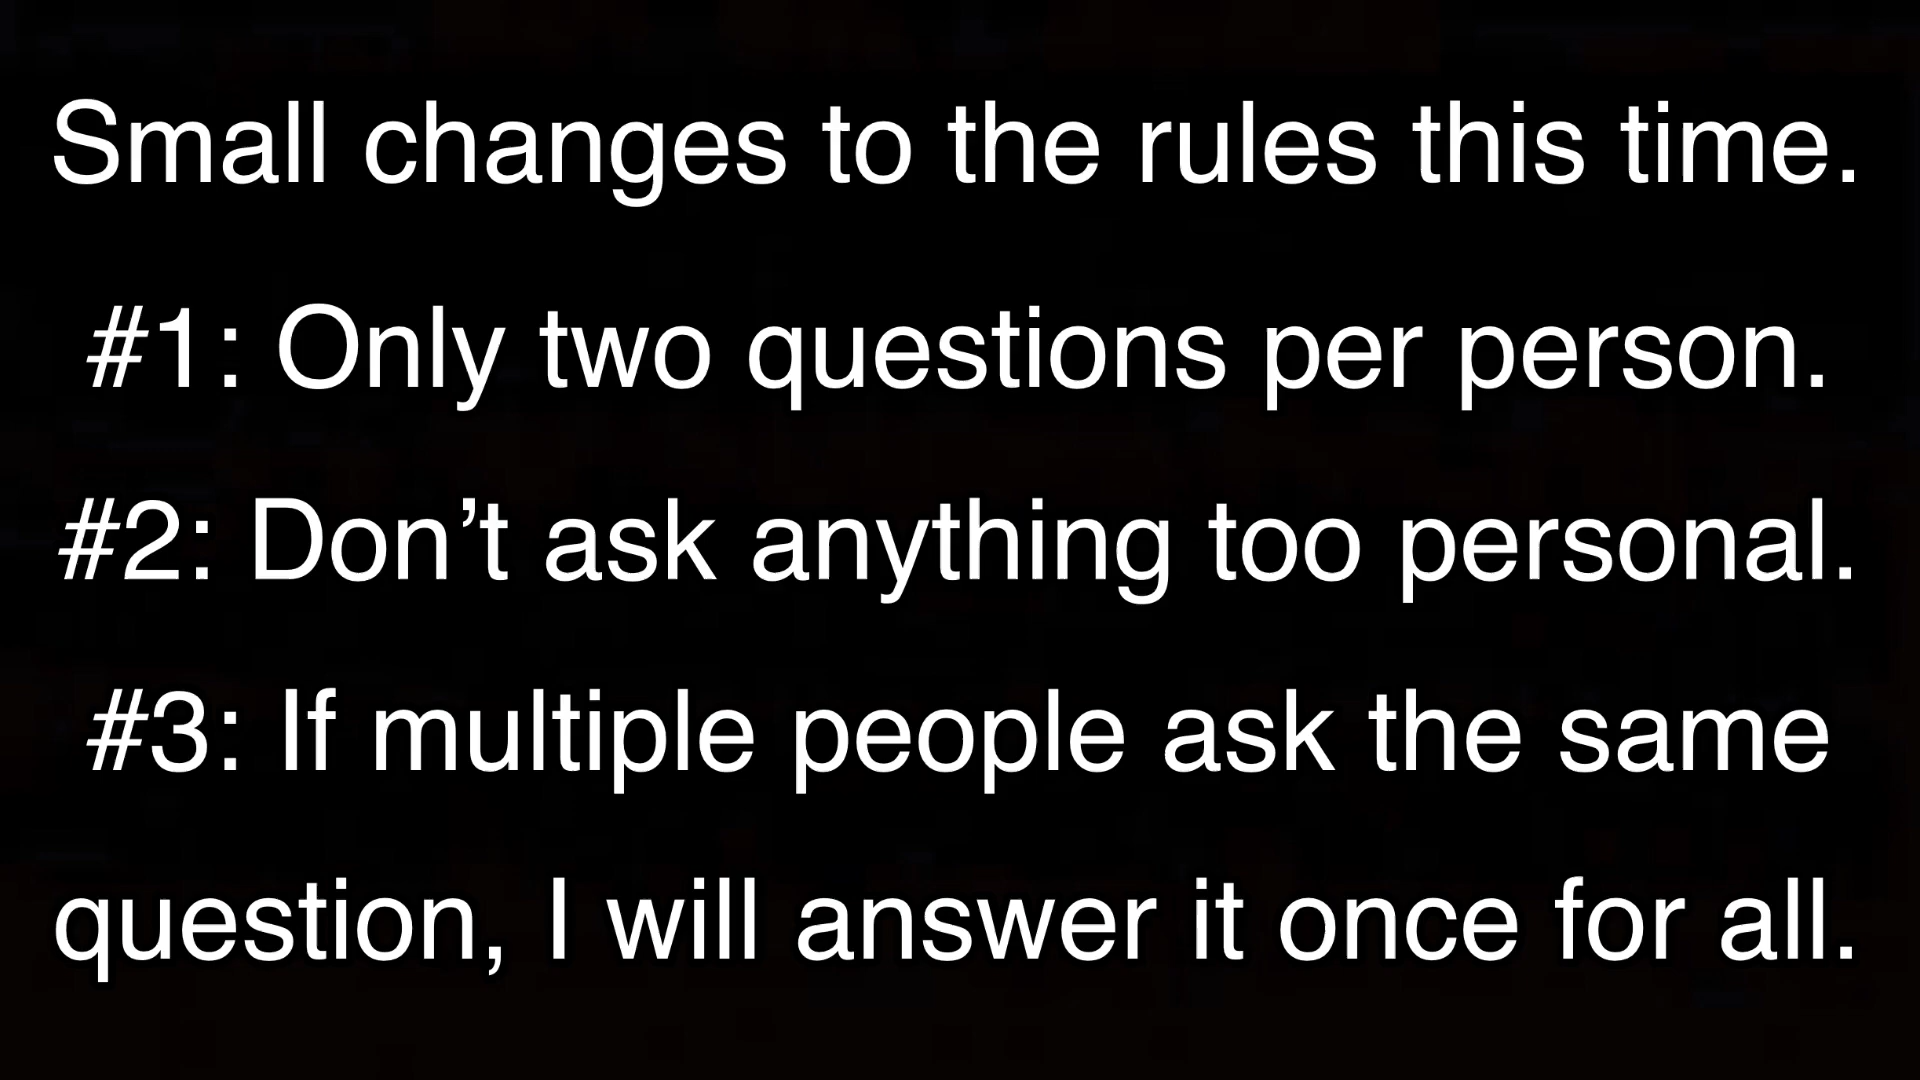 Small changes to the rules this time.
#1: Only two questions per person.
#2: Don’t ask anything too personal.
#3: If multiple people ask the same
question, I will answer it once for all.